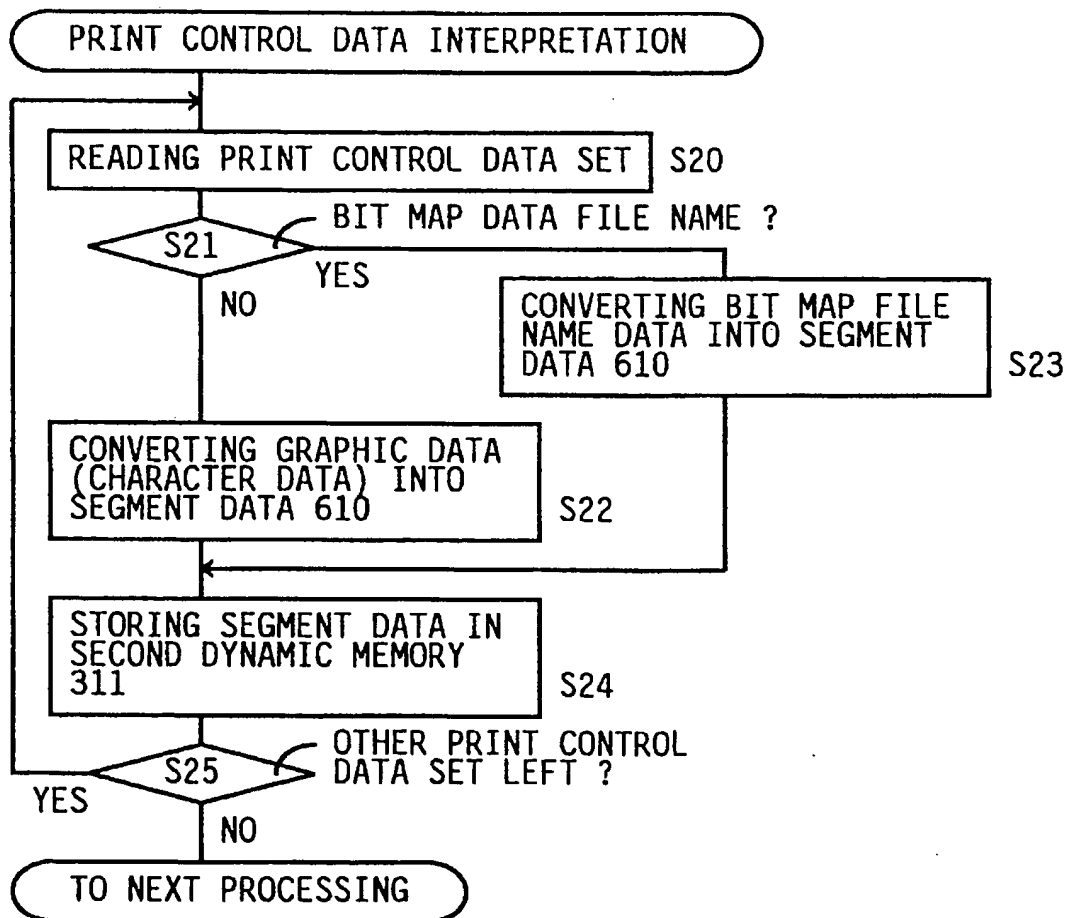 PRINT CONTROL DATA INTERPRETATION
READING PRINT CONTROL DATA SET
S20
BIT MAP DATA FILE NAME ?
S21
YES
NO
CONVERTING BIT MAP FILE
NAME DATA INTO SEGMENT
DATA 610
S23
CONVERTING GRAPHIC DATA
(CHARACTER DATA) INTO
SEGMENT DATA 610
S22
STORING SEGMENT DATA IN
SECOND DYNAMIC MEMORY
311
S24
OTHER PRINT CONTROL
DATA SET LEFT ?
S25
YES
NO
TO NEXT PROCESSING